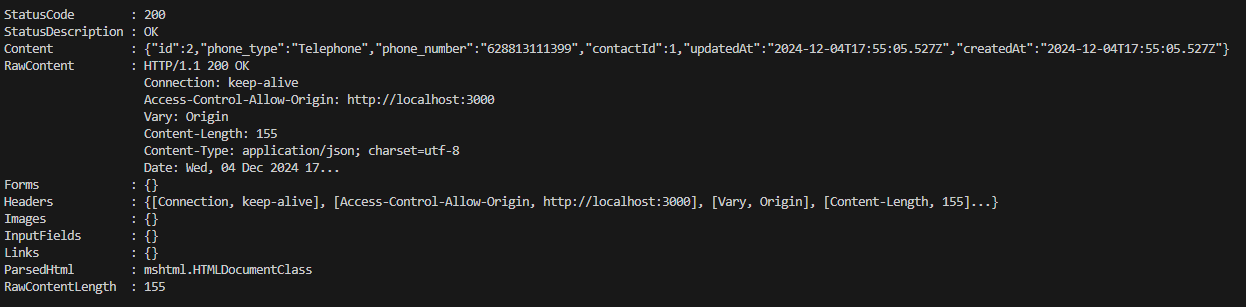 StatusCode        : 200
StatusDescription : OK
Content           : {"id":2,"phone_type":"Telephone","phone_number":"628813111399","contactId":1,"updatedAt":"2024-12-04T17:55:05.527Z","createdAt":"2024-12-04T17:55:05.527Z"}
RawContent        : HTTP/1.1 200 OK
                    Connection: keep-alive
                    Access-Control-Allow-Origin: http://localhost:3000
                    Vary: Origin
                    Content-Length: 155
                    Content-Type: application/json; charset=utf-8
                    Date: Wed, 04 Dec 2024 17...
Forms             : {}
Headers           : {[Connection, keep-alive], [Access-Control-Allow-Origin, http://localhost:3000], [Vary, Origin], [Content-Length, 155]...}
Images            : {}
InputFields       : {}
Links             : {}
ParsedHtml        : mshtml.HTMLDocumentClass
RawContentLength  : 155